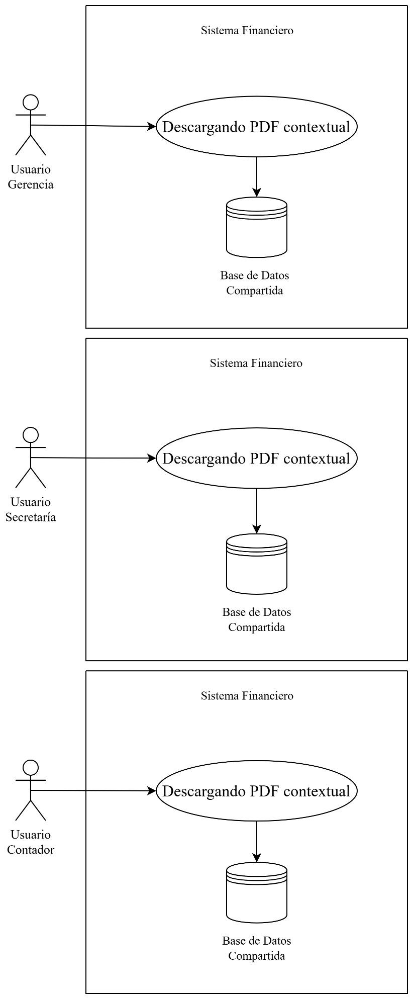 Sistema Financiero
Descargando PDF contextual
Usuario
Gerencia
Base de Datos
Compartida
Sistema Financiero
Descargando PDF contextual
Usuario
Secretaría
Base de Datos
Compartida
Sistema Financiero
Descargando PDF contextual
Usuario
Contador
Base de Datos
Compartida